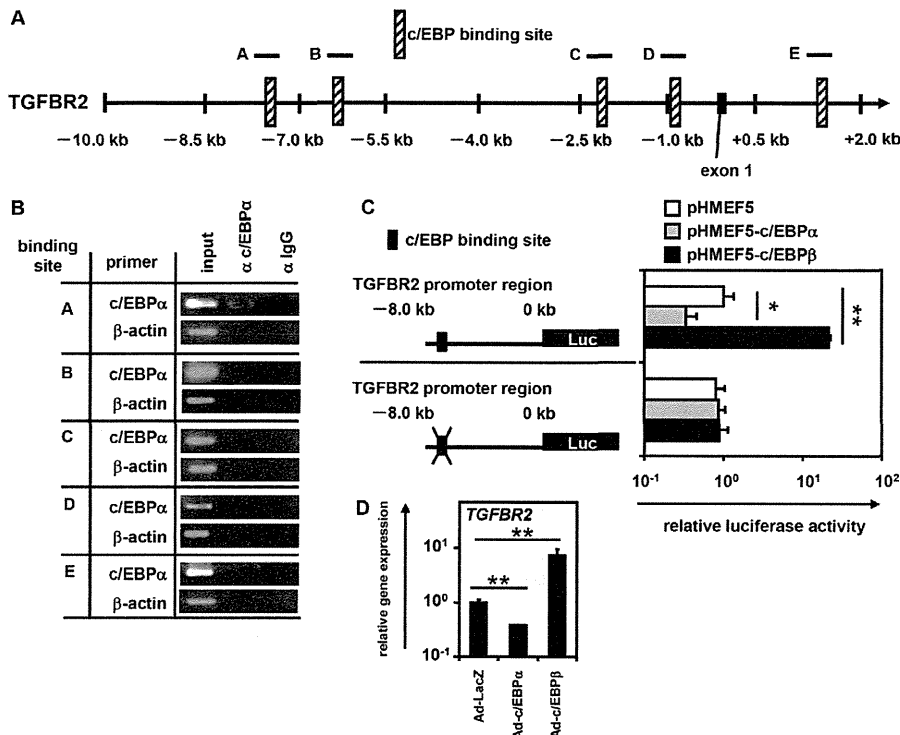 A
c/EBP binding site
A
B
C
D
E
TGFBR2
−10.0 kb
−8.5 kb
−7.0 kb
−5.5 kb
−4.0 kb
−2.5 kb
−1.0 kb
+0.5 kb
+2.0 kb
exon 1
B
binding site
primer
input
α c/EBPα
α IgG
A
c/EBPα
β-actin
B
c/EBPα
β-actin
C
c/EBPα
β-actin
D
c/EBPα
β-actin
E
c/EBPα
β-actin
C
c/EBP binding site
pHMEF5
pHMEF5-c/EBPα
pHMEF5-c/EBPβ
TGFBR2 promoter region
−8.0 kb
0 kb
Luc
*
**
TGFBR2 promoter region
−8.0 kb
0 kb
Luc
10-1
100
101
102
relative luciferase activity
D
relative gene expression
TGFBR2
**
**
101
100
10-1
Ad-LacZ
Ad-c/EBPα
Ad-c/EBPβ